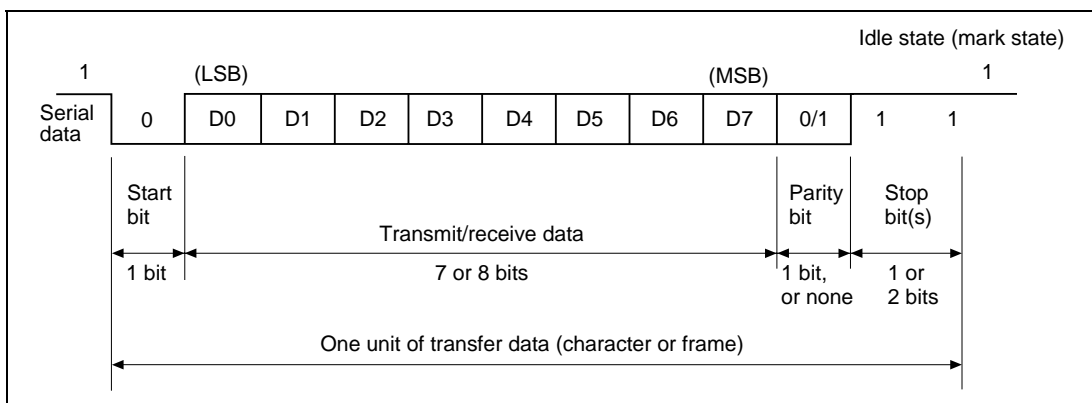 Idle state (mark state)
1 (LSB) (MSB) 1
Serial
data
0 D0 D1 D2 D3 D4 D5 D6 D7 0/1 1 1
Start
bit
Transmit/receive data
Parity
bit
Stop
bit(s)
1 bit
7 or 8 bits
1 bit,
or none
1 or
2 bits
One unit of transfer data (character or frame)